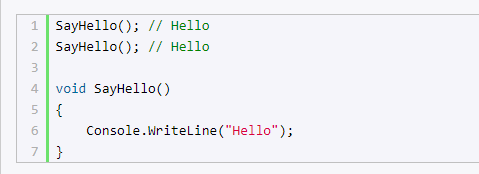 1 SayHello(); // Hello
2 SayHello(); // Hello
3
4 void SayHello()
5 {
6     Console.WriteLine("Hello");
7 }